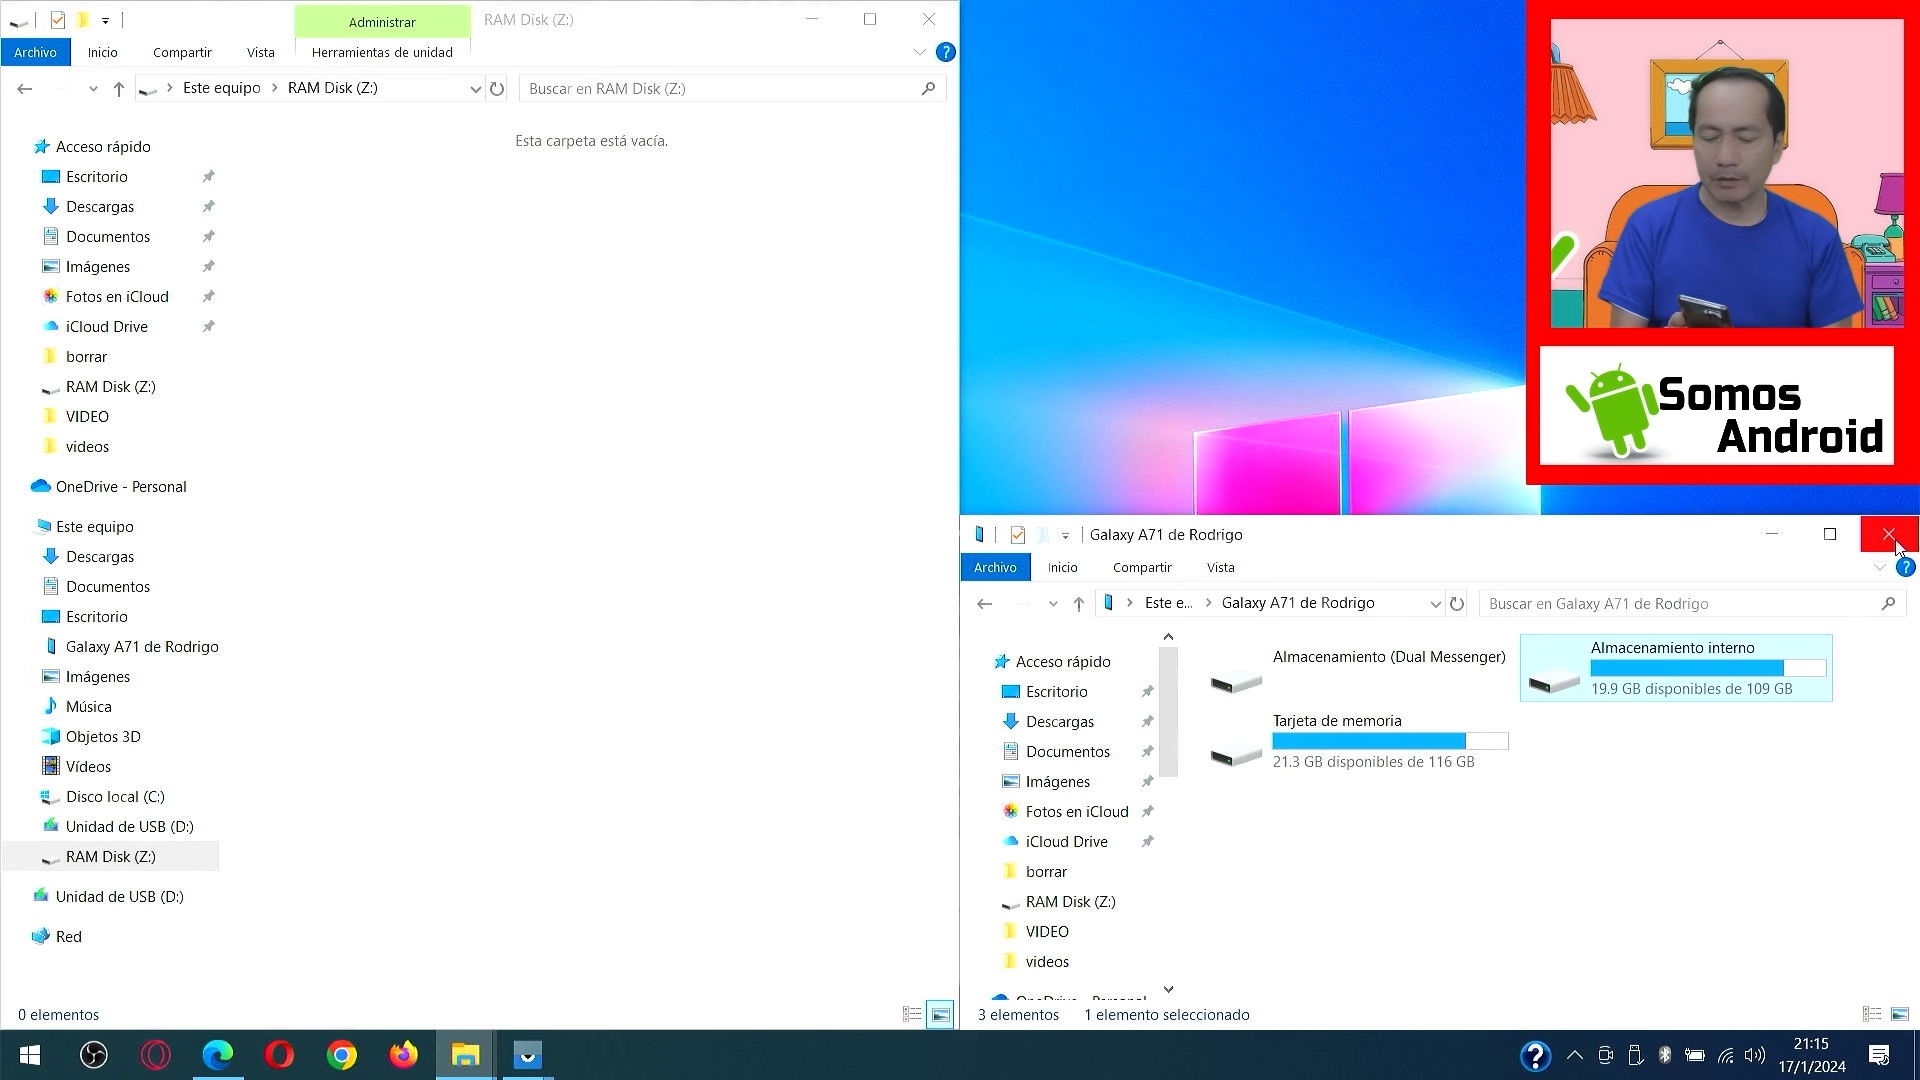 Administrar
RAM Disk (Z:)
Archivo
Inicio
Compartir
Vista
Herramientas de unidad
?
Este equipo
RAM Disk (Z:)
Buscar en RAM Disk (Z:)
Esta carpeta está vacía.
Acceso rápido
Escritorio
Descargas
Documentos
Imágenes
Fotos en iCloud
iCloud Drive
borrar
RAM Disk (Z:)
VIDEO
videos
OneDrive - Personal
Este equipo
Descargas
Documentos
Escritorio
Galaxy A71 de Rodrigo
Imágenes
Música
Objetos 3D
Vídeos
Disco local (C:)
Unidad de USB (D:)
RAM Disk (Z:)
Unidad de USB (D:)
Red
0 elementos
Somos
Android
Galaxy A71 de Rodrigo
Archivo
Inicio
Compartir
Vista
?
Este e...
Galaxy A71 de Rodrigo
Buscar en Galaxy A71 de Rodrigo
Acceso rápido
Escritorio
Descargas
Documentos
Imágenes
Fotos en iCloud
iCloud Drive
borrar
RAM Disk (Z:)
VIDEO
videos
OneDrive - Personal
Almacenamiento (Dual Messenger)
Almacenamiento interno
19.9 GB disponibles de 109 GB
Tarjeta de memoria
21.3 GB disponibles de 116 GB
3 elementos
1 elemento seleccionado
?
21:15
17/1/2024